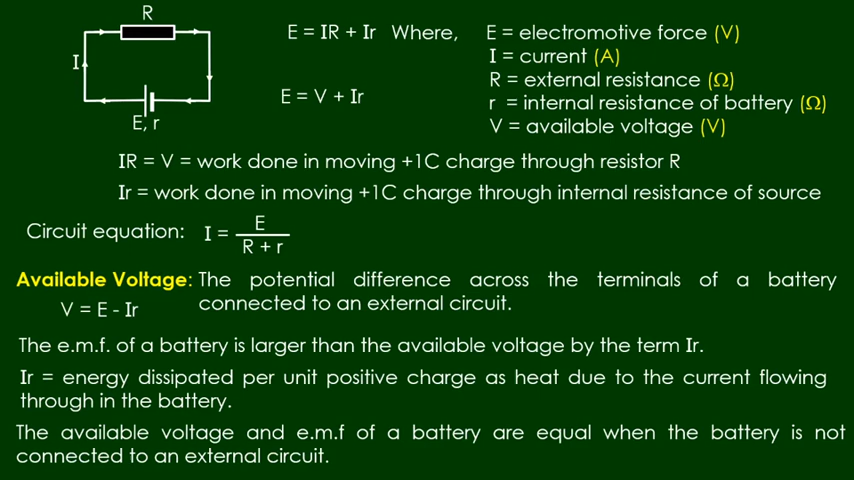 R
I
E, r
E = IR + Ir Where, E = electromotive force (V)
I = current (A)
R = external resistance (Ω)
E = V + Ir
r = internal resistance of battery (Ω)
V = available voltage (V)
IR = V = work done in moving +1C charge through resistor R
Ir = work done in moving +1C charge through internal resistance of source
Circuit equation: I = E / R + r
Available Voltage: The potential difference across the terminals of a battery
V = E - Ir connected to an external circuit.
The e.m.f. of a battery is larger than the available voltage by the term Ir.
Ir = energy dissipated per unit positive charge as heat due to the current flowing
through in the battery.
The available voltage and e.m.f of a battery are equal when the battery is not
connected to an external circuit.